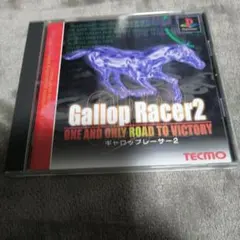 Gallop Racer2
ONE AND ONLY ROAD TO VICTORY
ギャロップレーサー2
TECMO